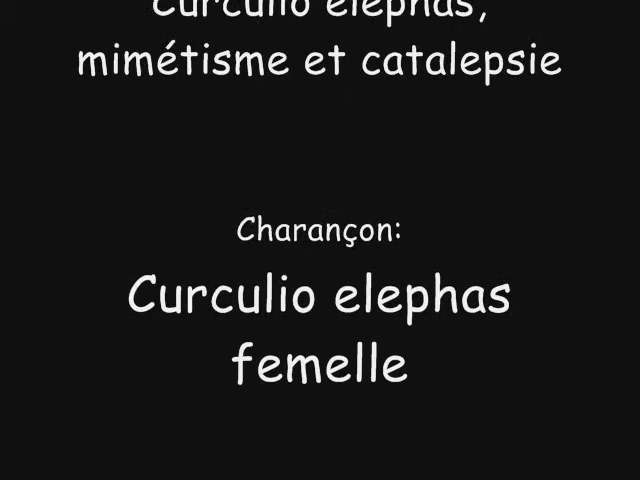 Curculio elephas,
mimétisme et catalepsie
Charançon:
Curculio elephas
femelle